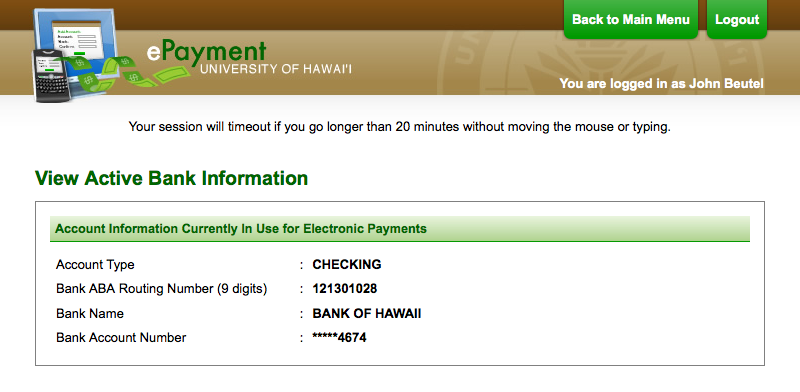 Back to Main Menu
Logout
ePayment
UNIVERSITY OF HAWAI'I
You are logged in as John Beutel
Your session will timeout if you go longer than 20 minutes without moving the mouse or typing.
View Active Bank Information
Account Information Currently In Use for Electronic Payments
Account Type : CHECKING
Bank ABA Routing Number (9 digits) : 121301028
Bank Name : BANK OF HAWAII
Bank Account Number : *****4674